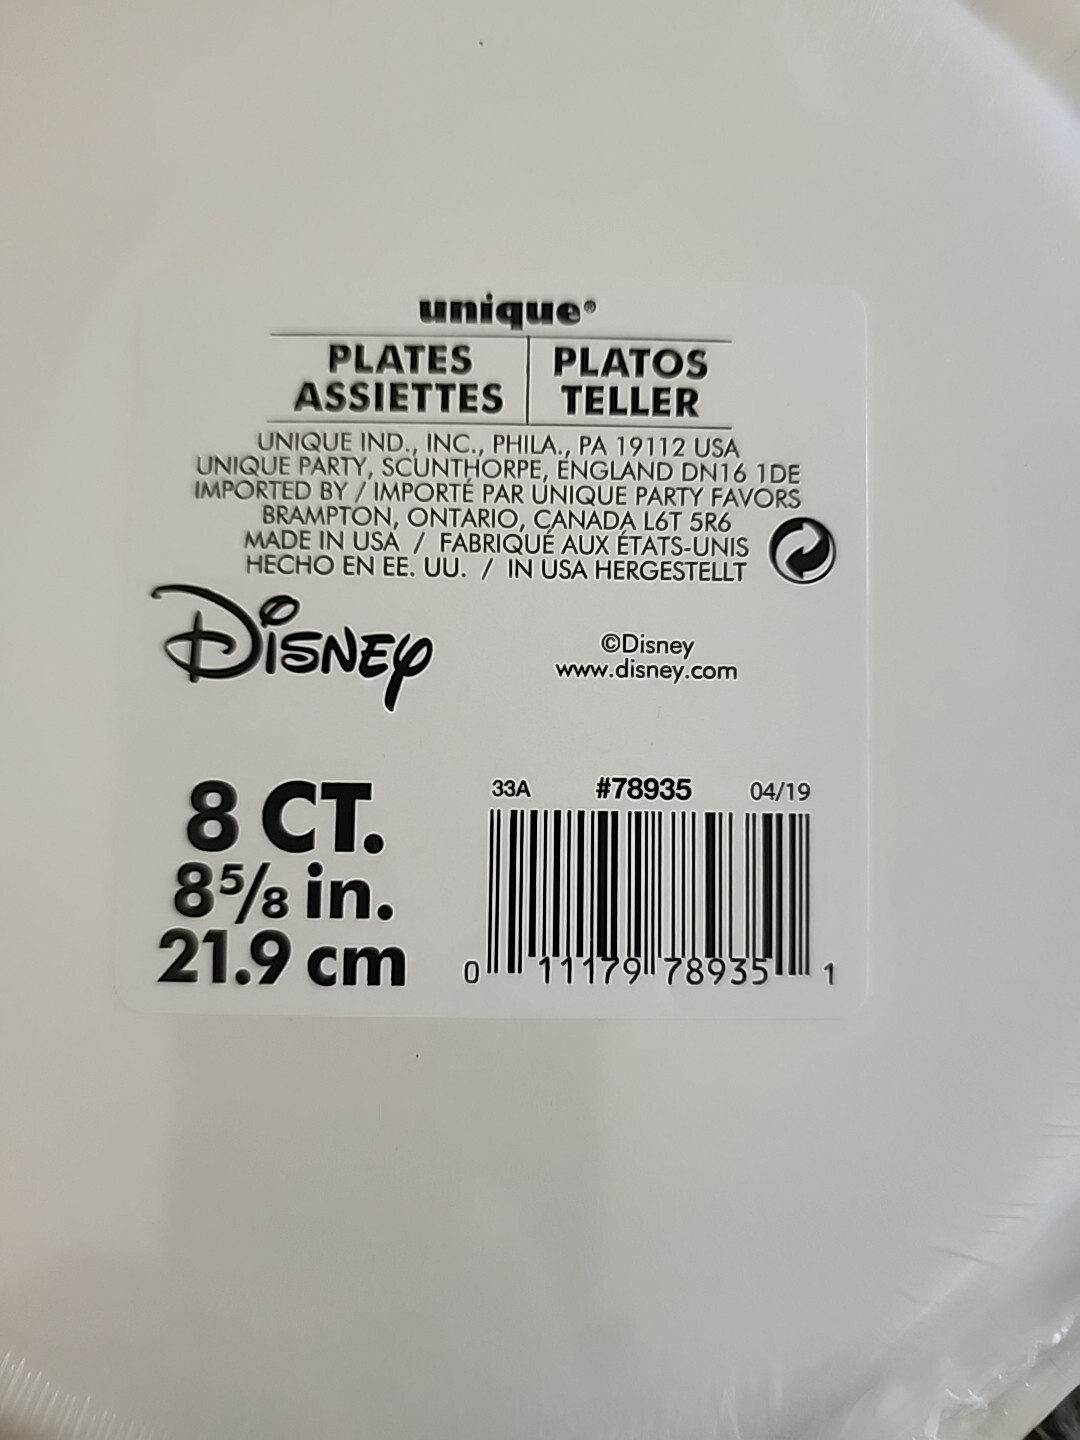 unique®
PLATES
ASSIETTES
PLATOS
TELLER
UNIQUE IND., INC., PHILA., PA 19112 USA
UNIQUE PARTY, SCUNTHORPE, ENGLAND DN16 1DE
IMPORTED BY / IMPORTÉ PAR UNIQUE PARTY FAVORS
BRAMPTON, ONTARIO, CANADA L6T 5R6
MADE IN USA / FABRIQUÉ AUX ÉTATS-UNIS
HECHO EN EE. UU. / IN USA HERGESTELLT
Disney
©Disney
www.disney.com
8 CT.
8⅝ in.
21.9 cm
33A #78935 04/19
0 11179 78935 1